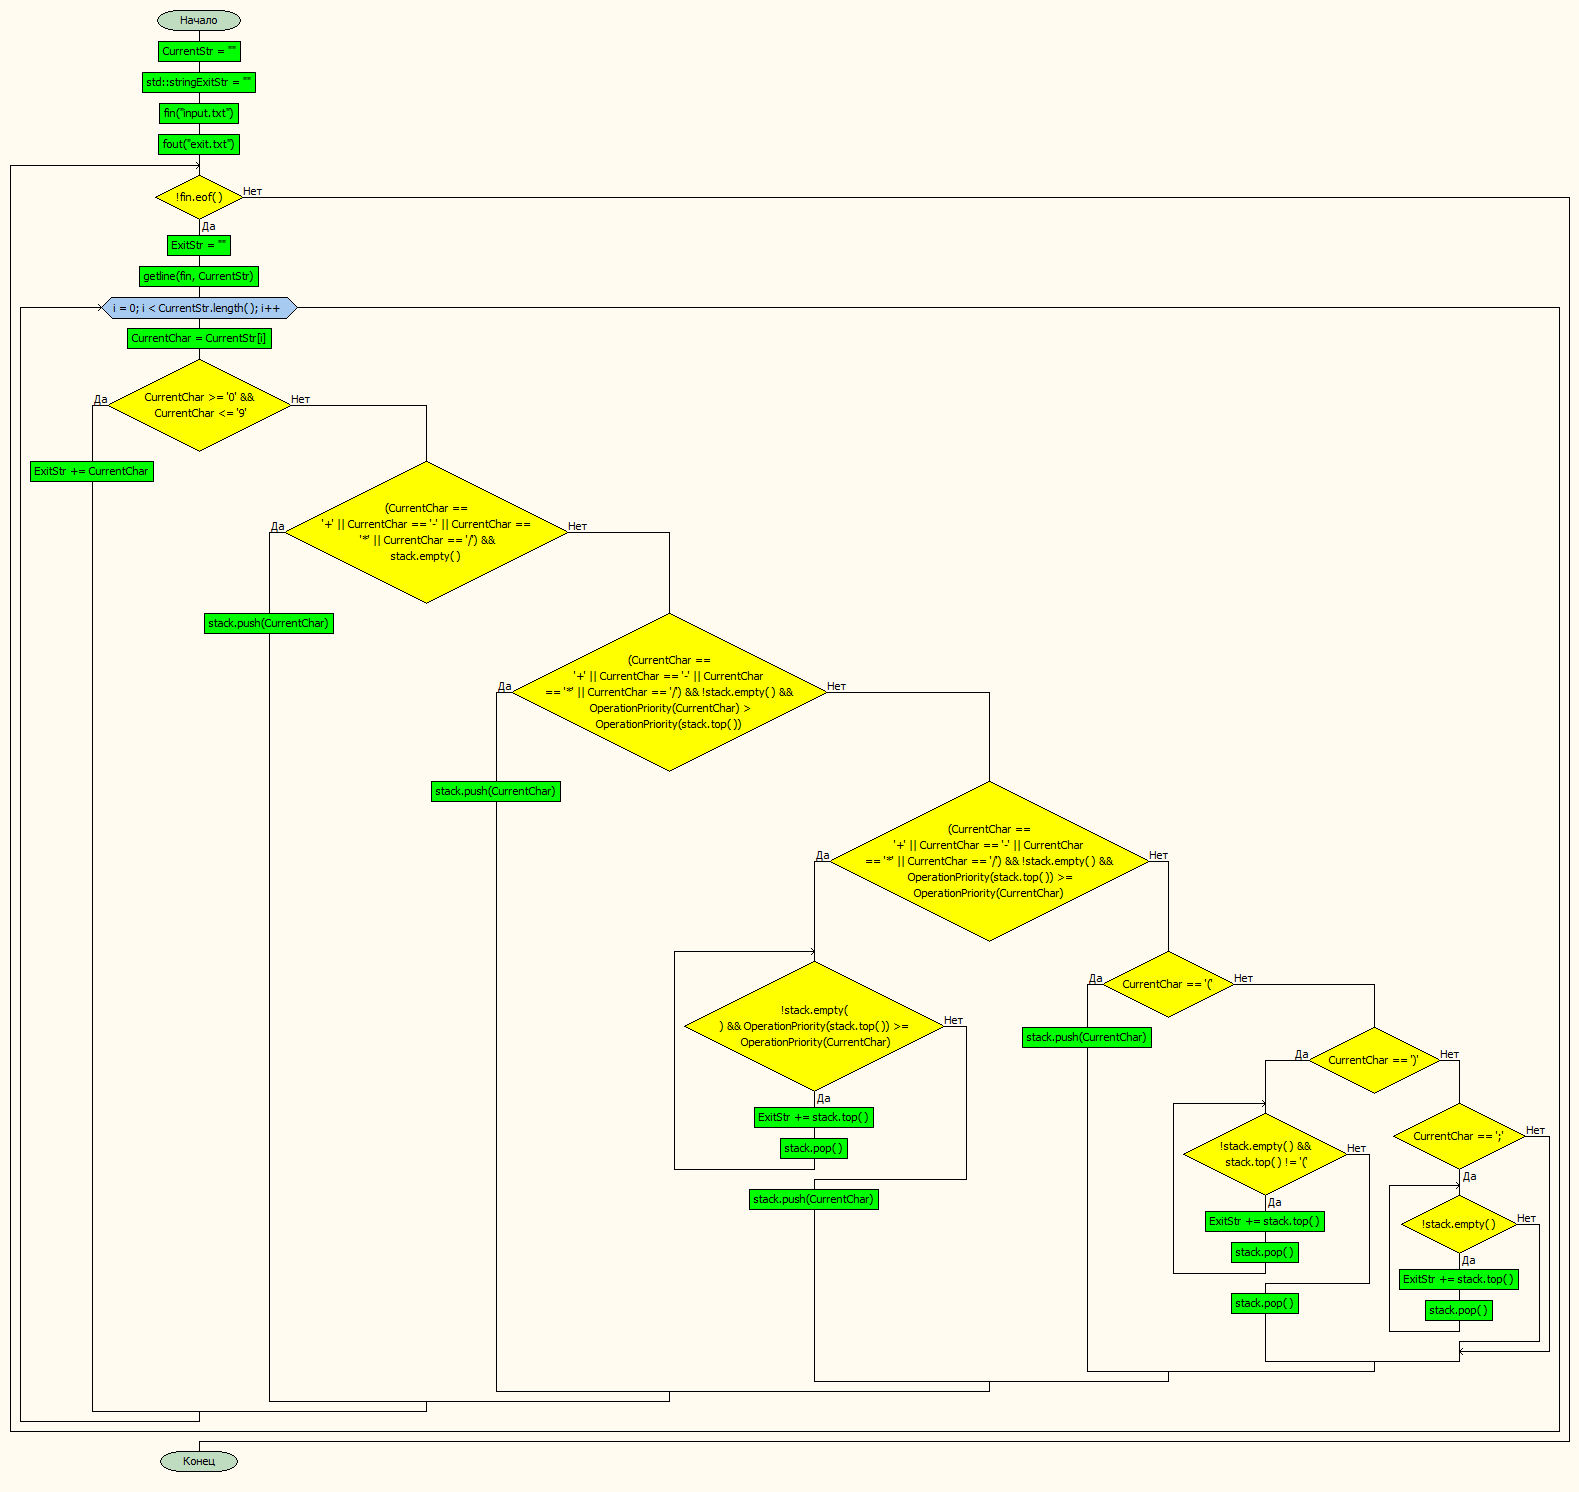 Начало
CurrentStr = ""
std::stringExitStr = ""
fin("input.txt")
fout("exit.txt")
!fin.eof( )
Нет
Да
ExitStr = ""
getline(fin, CurrentStr)
i = 0; i < CurrentStr.length( ); i++
CurrentChar = CurrentStr[i]
CurrentChar >= '0' &&
CurrentChar <= '9'
Да
Нет
ExitStr += CurrentChar
(CurrentChar ==
'+' || CurrentChar == '-' || CurrentChar ==
'*' || CurrentChar == '/') &&
stack.empty( )
Да
Нет
stack.push(CurrentChar)
(CurrentChar ==
'+' || CurrentChar == '-' || CurrentChar
== '*' || CurrentChar == '/') && !stack.empty( ) &&
OperationPriority(CurrentChar) >
OperationPriority(stack.top( ))
Да
Нет
stack.push(CurrentChar)
(CurrentChar ==
'+' || CurrentChar == '-' || CurrentChar
== '*' || CurrentChar == '/') && !stack.empty( ) &&
OperationPriority(stack.top( )) >=
OperationPriority(CurrentChar)
Да
Нет
!stack.empty(
) && OperationPriority(stack.top( )) >=
OperationPriority(CurrentChar)
Нет
Да
ExitStr += stack.top( )
stack.pop( )
stack.push(CurrentChar)
CurrentChar == '('
Да
Нет
stack.push(CurrentChar)
CurrentChar == ')'
Да
Нет
!stack.empty( ) &&
stack.top( ) != '('
Нет
Да
ExitStr += stack.top( )
stack.pop( )
stack.pop( )
CurrentChar == ';'
Нет
Да
!stack.empty( )
Нет
Да
ExitStr += stack.top( )
stack.pop( )
Конец